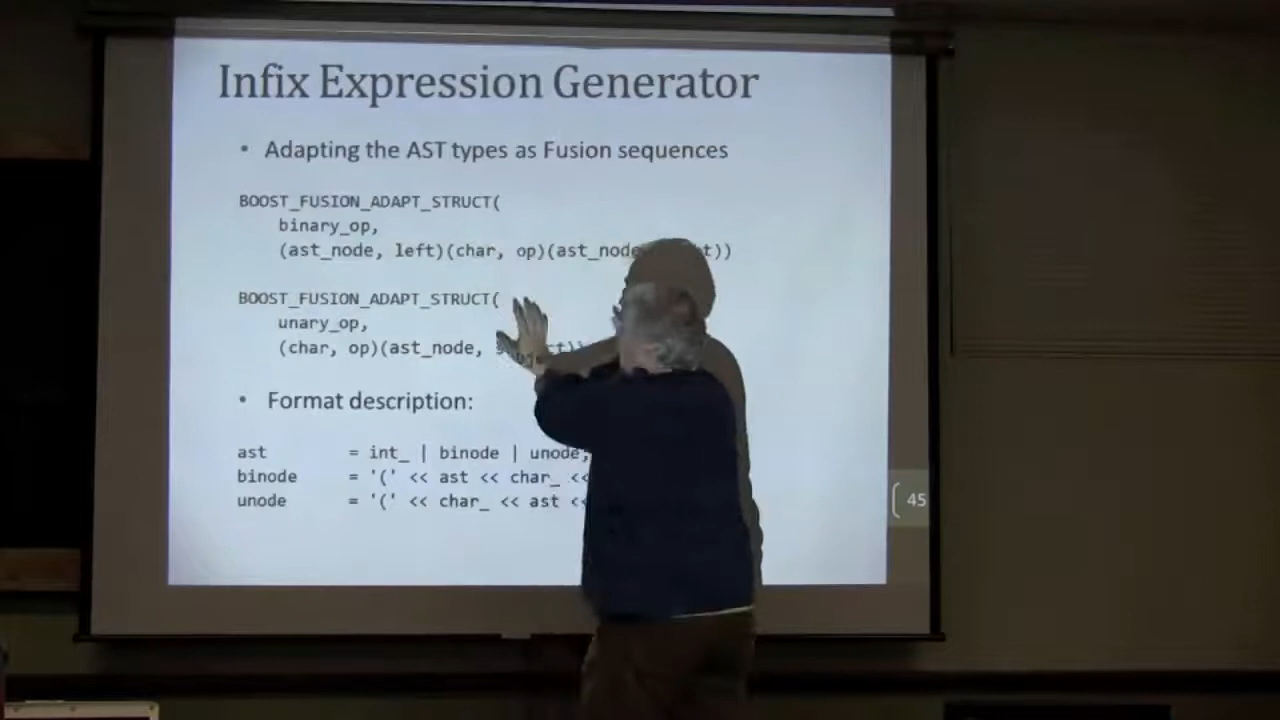 Infix Expression Generator
• Adapting the AST types as Fusion sequences
BOOST_FUSION_ADAPT_STRUCT(
binary_op,
(ast_node, left)(char, op)(ast_node
BOOST_FUSION_ADAPT_STRUCT(
unary_op,
(char, op)(ast_node,
• Format description:
ast = int_ | binode | unode;
binode = '(' << ast << char_ <<
unode = '(' << char_ << ast <<
45